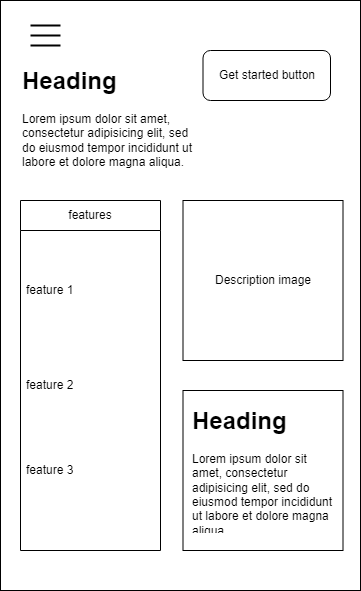 Heading
Get started button
Lorem ipsum dolor sit amet,
consectetur adipisicing elit, sed
do eiusmod tempor incididunt ut
labore et dolore magna aliqua.
features
feature 1
feature 2
feature 3
Description image
Heading
Lorem ipsum dolor sit
amet, consectetur
adipisicing elit, sed do
eiusmod tempor incididunt
ut labore et dolore magna
aliqua